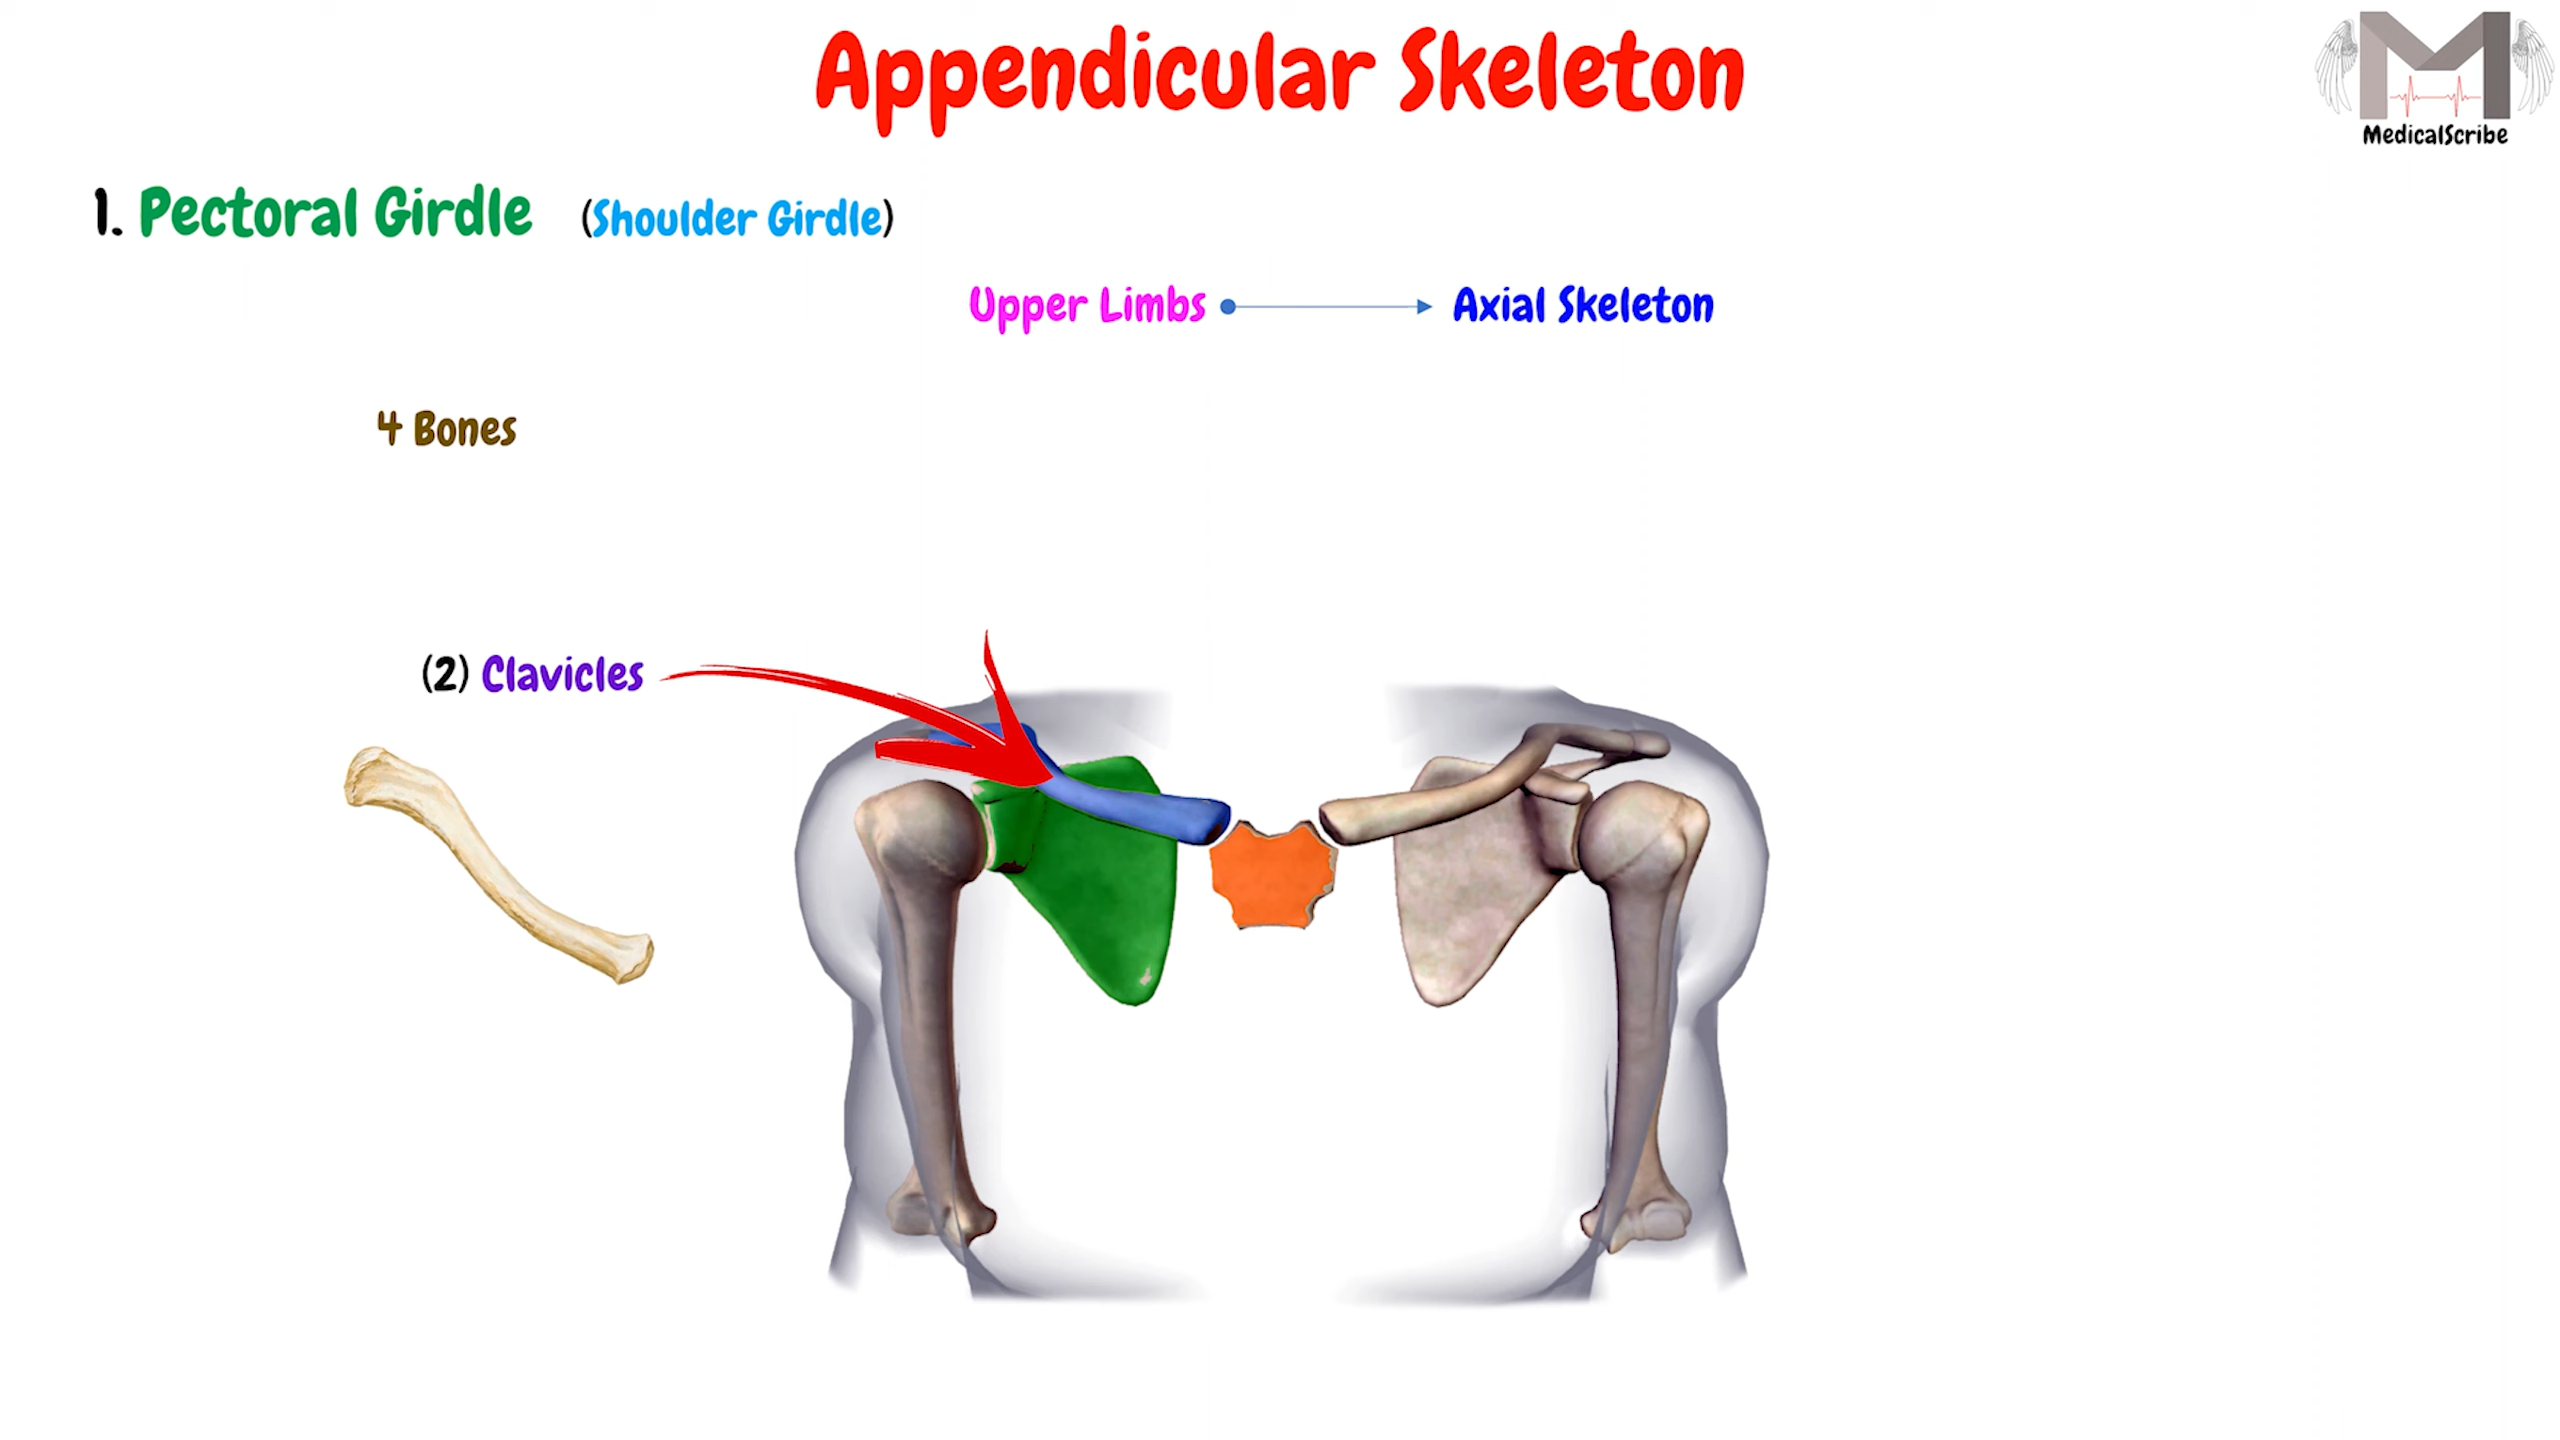 Appendicular Skeleton
MedicalScribe
1. Pectoral Girdle (Shoulder Girdle)
Upper Limbs Axial Skeleton
4 Bones
(2) Clavicles